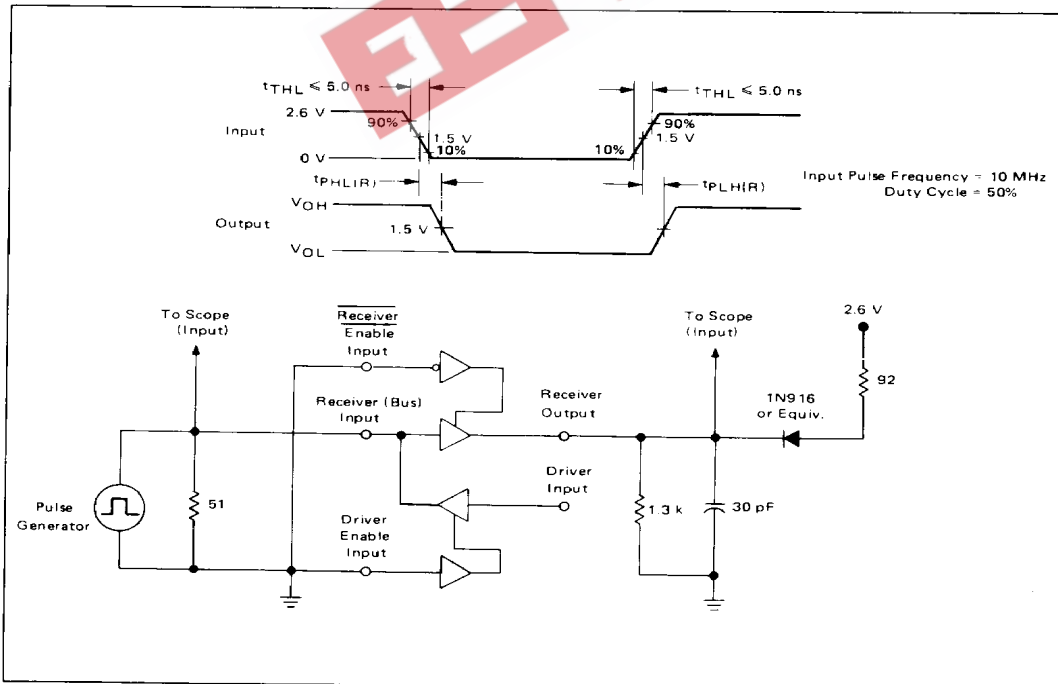 tTHL ≤ 5.0 ns
tTHL ≤ 5.0 ns
2.6 V
90%
90%
Input
1.5 V
1.5 V
10%
10%
0 V
tPHL(R)
tPLH(R)
Input Pulse Frequency = 10 MHz
Duty Cycle = 50%
VOH
Output
1.5 V
VOL
To Scope
(Input)
Receiver
Enable
Input
To Scope
(Input)
2.6 V
92
Receiver (Bus)
Input
Receiver
Output
1N916
or Equiv.
Pulse
Generator
51
Driver
Input
Driver
Enable
Input
1.3 k
30 pF